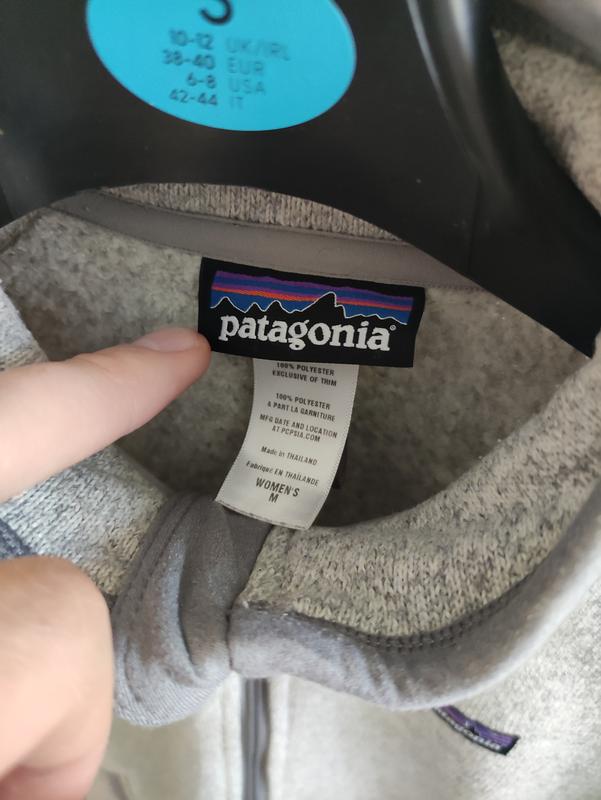 S
10-12 UK/IRL
38-40 EUR
6-8 USA
42-44 IT
patagonia®
100% POLYESTER
EXCLUSIVE OF TRIM
100% POLYESTER
À PART LA GARNITURE
MFG DATE AND LOCATION
AT PCPSIA.COM
Made in THAILAND
Fabriqué EN THAÏLANDE
WOMEN'S
M